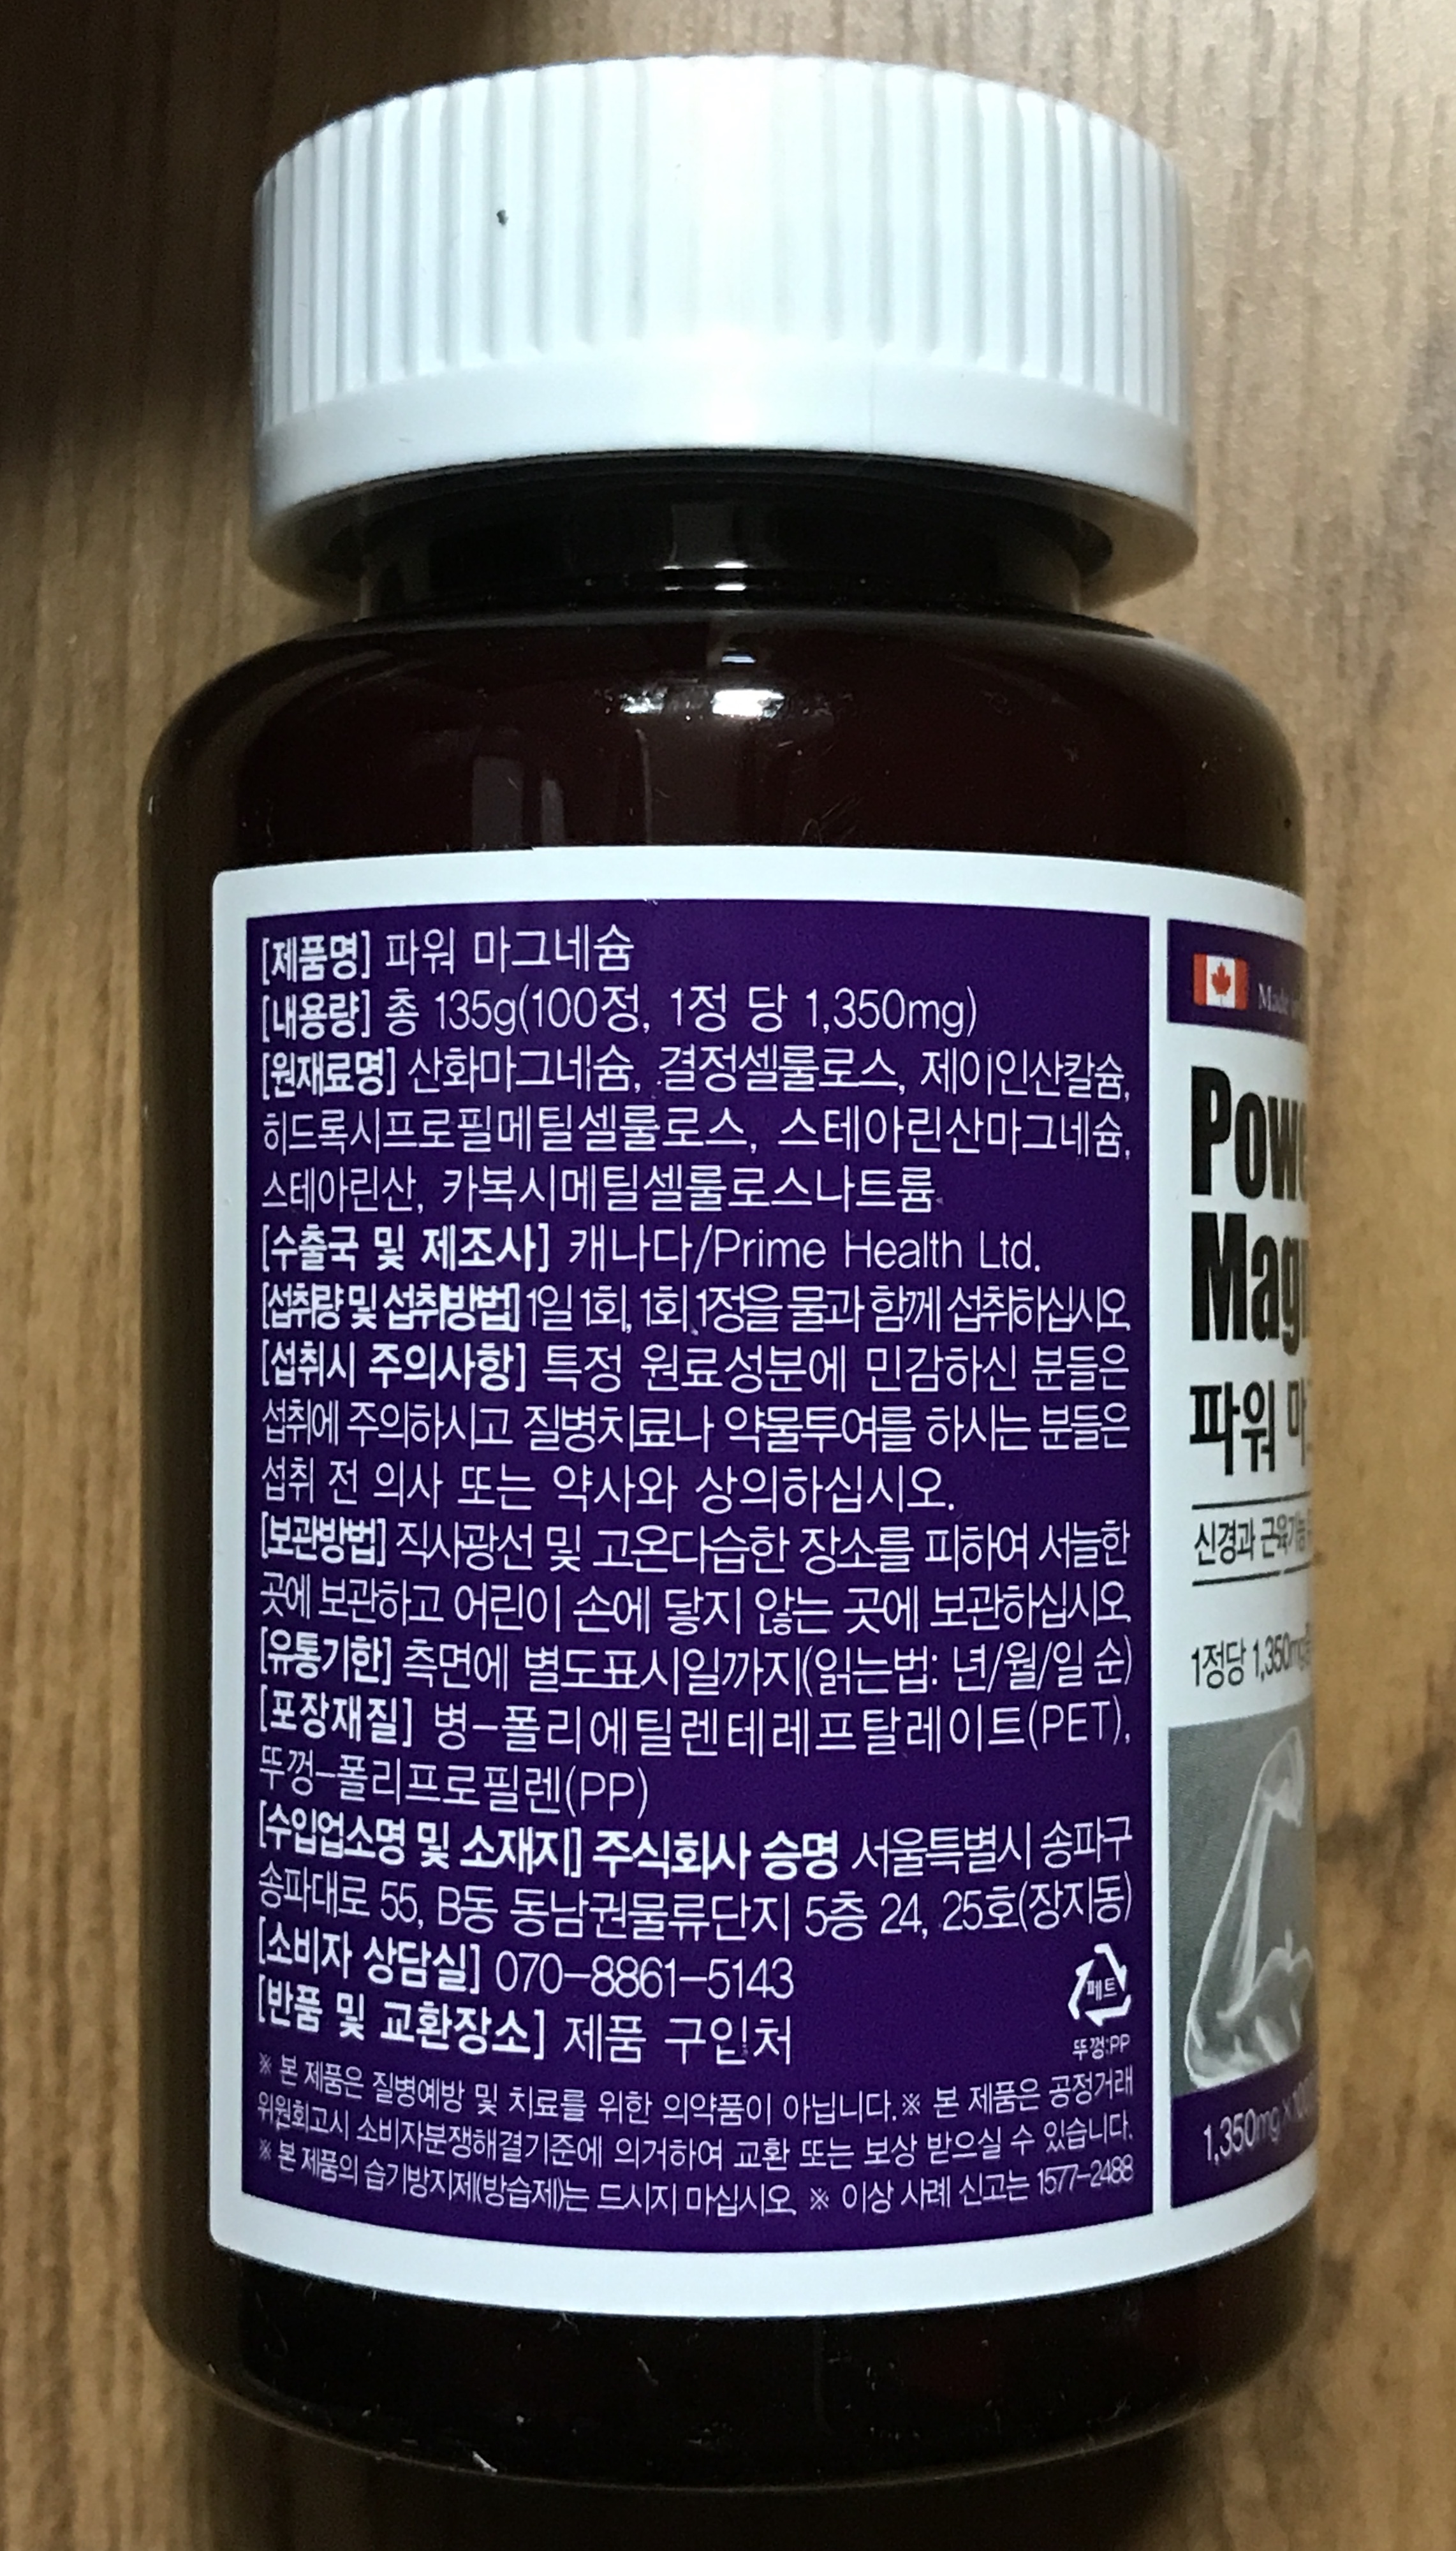 [제품명] 파워 마그네슘
[내용량] 총 135g(100정, 1정 당 1,350mg)
[원재료명] 산화마그네슘, 결정셀룰로스, 제이인산칼슘,
히드록시프로필메틸셀룰로스, 스테아린산마그네슘,
스테아린산, 카복시메틸셀룰로스나트륨
[수출국 및 제조사] 캐나다/Prime Health Ltd.
[섭취량 및 섭취방법] 1일 1회, 1회 1정을 물과 함께 섭취하십시오
[섭취시 주의사항] 특정 원료성분에 민감하신 분들은
섭취에 주의하시고 질병치료나 약물투여를 하시는 분들은
섭취 전 의사 또는 약사와 상의하십시오.
[보관방법] 직사광선 및 고온다습한 장소를 피하여 서늘한
곳에 보관하고 어린이 손에 닿지 않는 곳에 보관하십시오
[유통기한] 측면에 별도표시일까지(읽는법: 년/월/일 순)
[포장재질] 병-폴리에틸렌테레프탈레이트(PET),
뚜껑-폴리프로필렌(PP)
[수입업소명 및 소재지] 주식회사 승명 서울특별시 송파구
송파대로 55, B동 동남권물류단지 5층 24, 25호(장지동)
[소비자 상담실] 070-8861-5143
[반품 및 교환장소] 제품 구입처
페트
뚜껑:PP
※ 본 제품은 질병예방 및 치료를 위한 의약품이 아닙니다.※ 본 제품은 공정거래
위원회고시 소비자분쟁해결기준에 의거하여 교환 또는 보상 받으실 수 있습니다.
※ 본 제품의 습기방지제(방습제)는 드시지 마십시오 ※ 이상 사례 신고는 1577-2488
Made
파워
신경과 근육기능
1정당 1,350mg
1,350mg